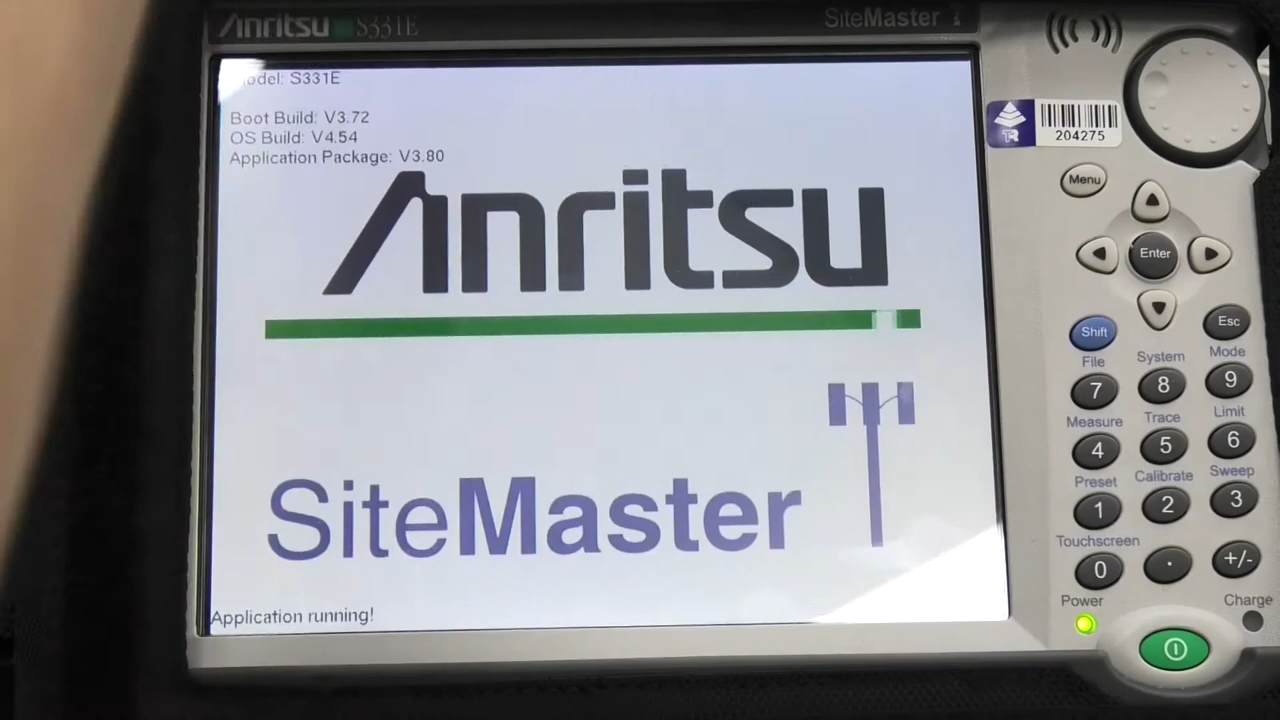 Anritsu S331E
SiteMaster
Model: S331E
Boot Build: V3.72
OS Build: V4.54
Application Package: V3.80
Anritsu
SiteMaster
Application running!
TR
204275
Menu
Enter
Shift
Esc
File
System
Mode
7
8
9
Measure
Trace
Limit
4
5
6
Preset
Calibrate
Sweep
1
2
3
Touchscreen
0
.
+/-
Power
Charge